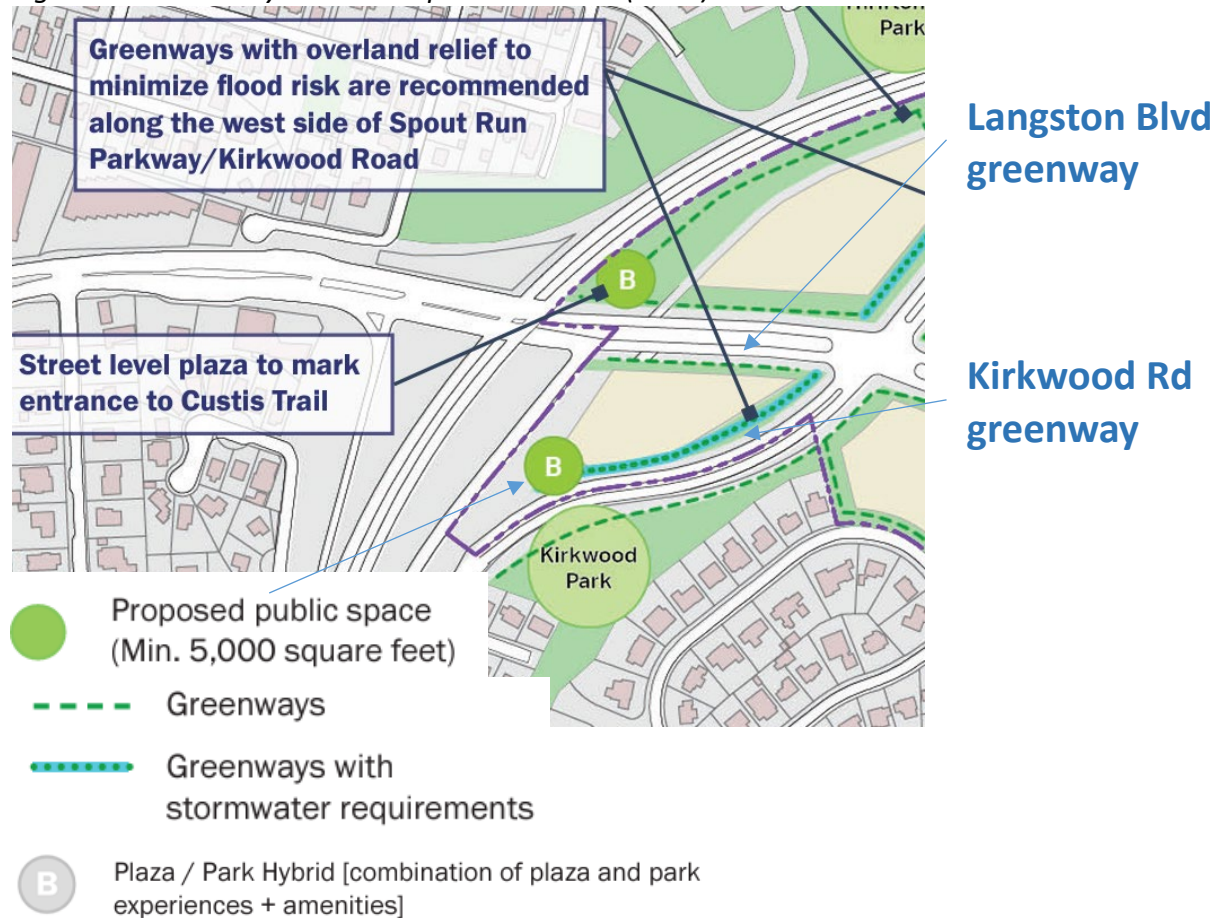 Greenways with overland relief to
minimize flood risk are recommended
along the west side of Spout Run
Parkway/Kirkwood Road
Park
Langston Blvd
greenway
B
Street level plaza to mark
entrance to Custis Trail
Kirkwood Rd
greenway
B
Kirkwood
Park
Proposed public space
(Min. 5,000 square feet)
Greenways
Greenways with
stormwater requirements
B
Plaza / Park Hybrid [combination of plaza and park
experiences + amenities]